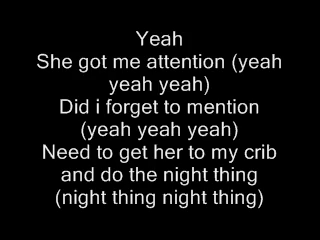 Yeah
She got me attention (yeah
yeah yeah)
Did i forget to mention
(yeah yeah yeah)
Need to get her to my crib
and do the night thing
(night thing night thing)